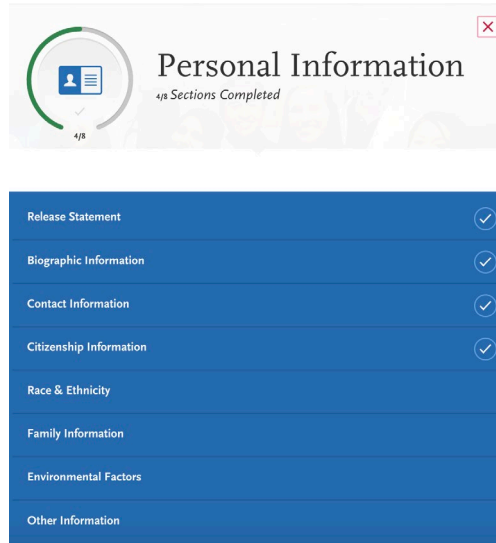 Personal Information
4/8 Sections Completed
4/8
Release Statement
Biographic Information
Contact Information
Citizenship Information
Race & Ethnicity
Family Information
Environmental Factors
Other Information